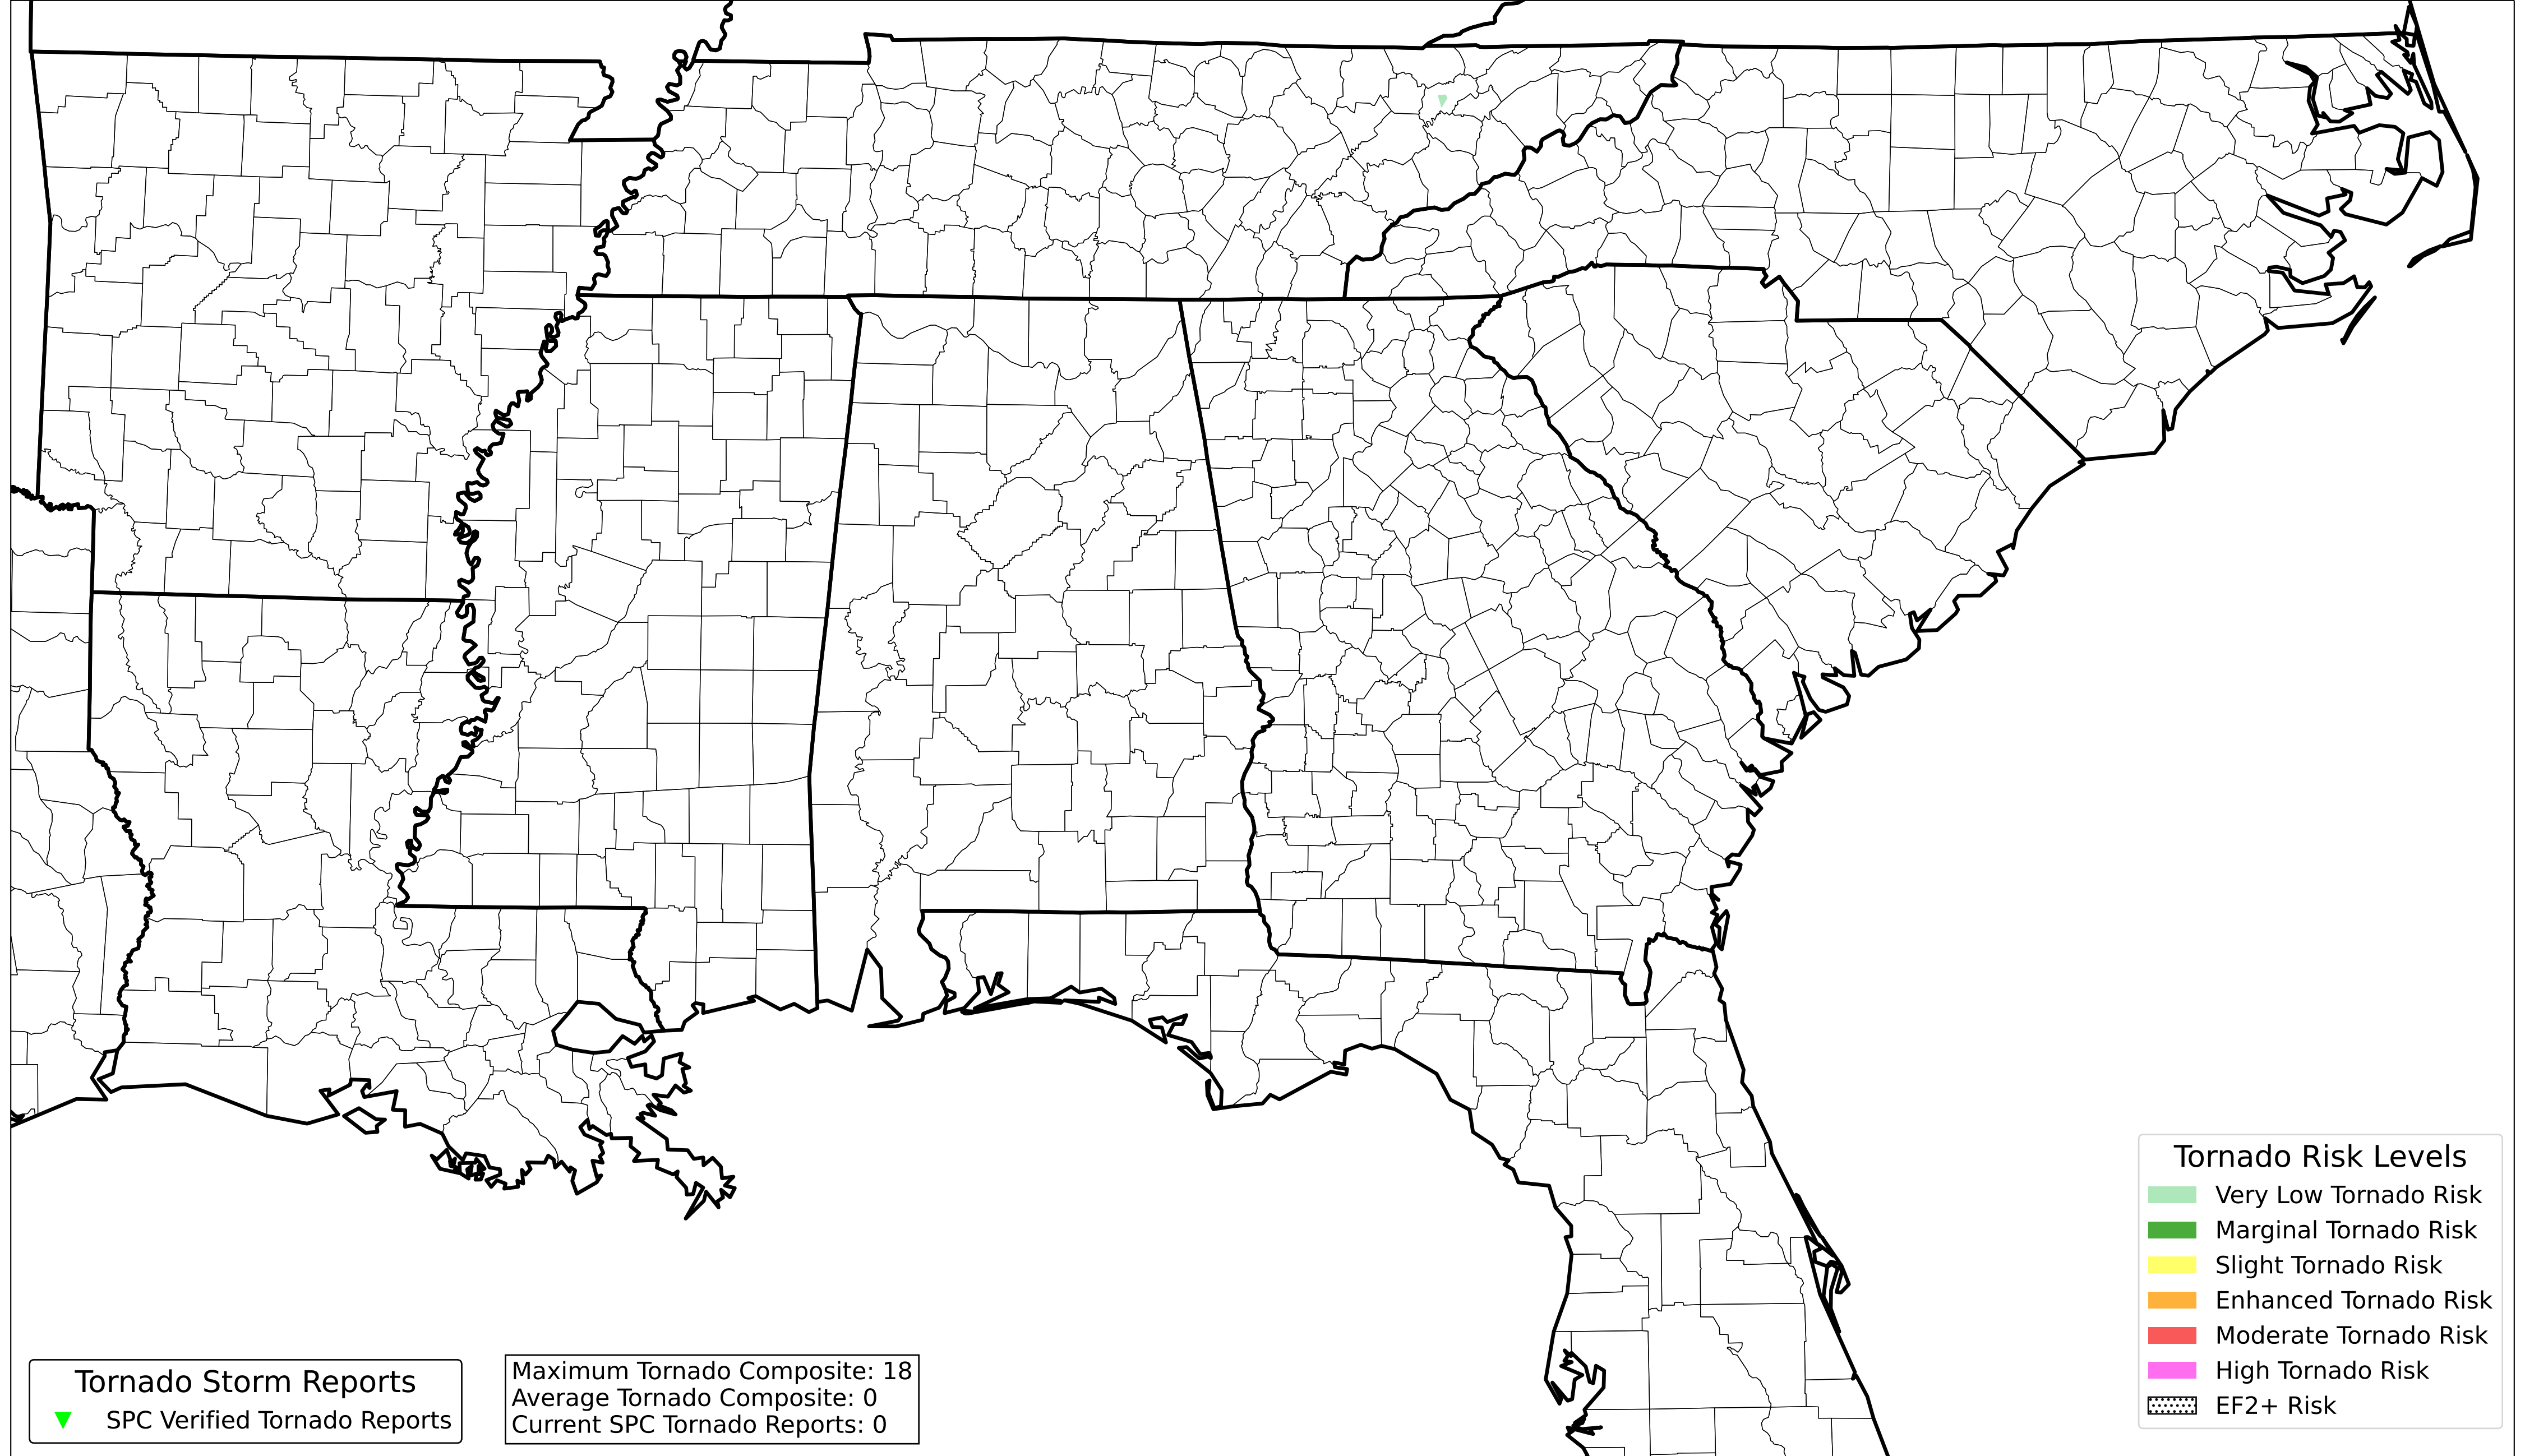 Tornado Risk Levels
Very Low Tornado Risk
Marginal Tornado Risk
Slight Tornado Risk
Enhanced Tornado Risk
Moderate Tornado Risk
High Tornado Risk
EF2+ Risk
Tornado Storm Reports
SPC Verified Tornado Reports
Maximum Tornado Composite: 18
Average Tornado Composite: 0
Current SPC Tornado Reports: 0